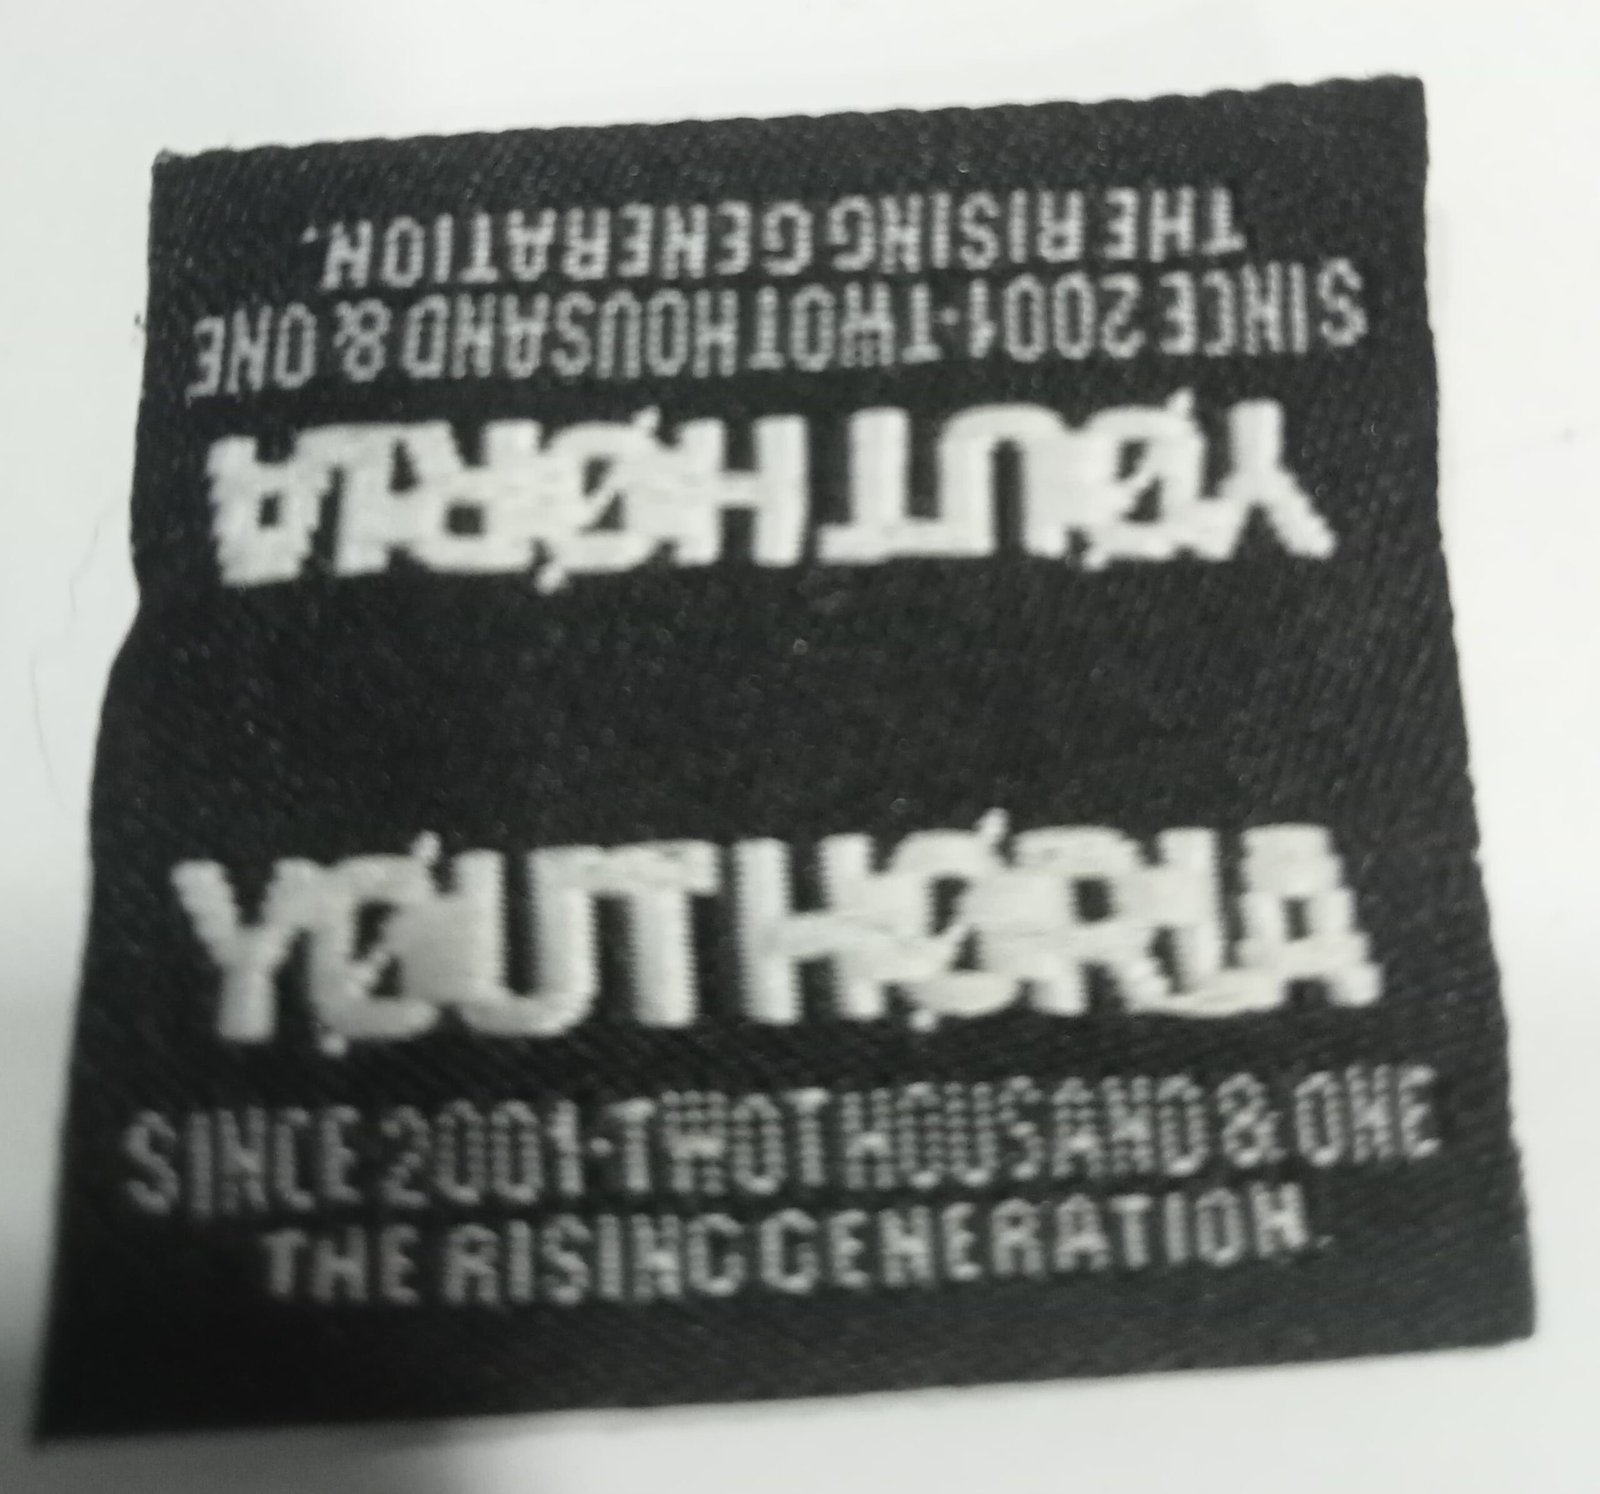 THE RISING GENERATION.
SINCE 2001·TWOTHOUSAND & ONE
YØUTHØRIA
YØUTHØRIA
SINCE 2001·TWOTHOUSAND & ONE
THE RISING GENERATION.